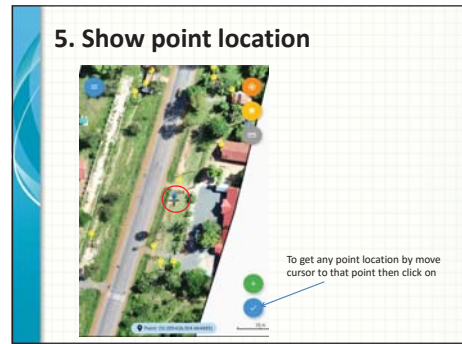 5. Show point location
To get any point location by move
cursor to that point then click on